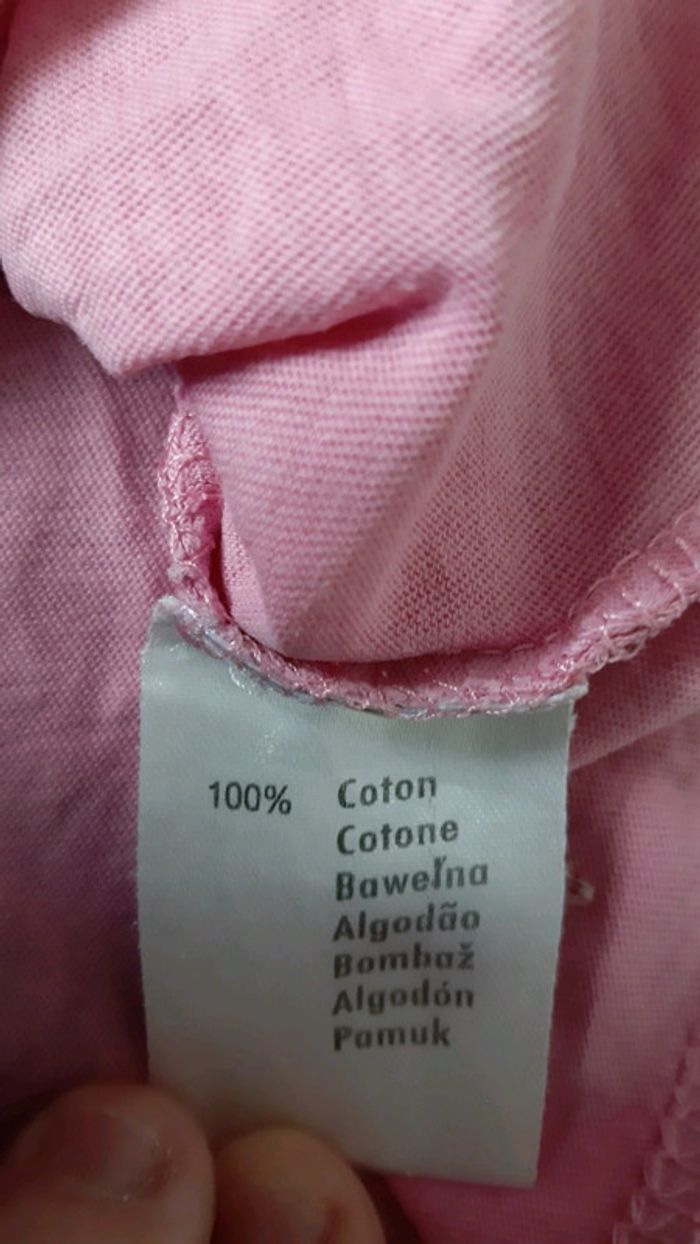 100% Coton
Cotone
Bawełna
Algodão
Bombaž
Algodón
Pamuk